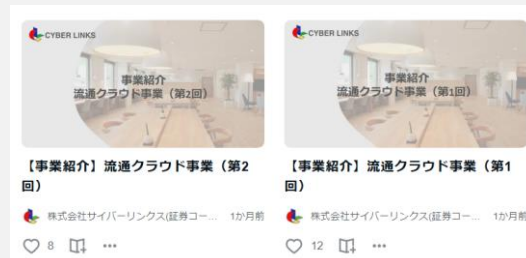 CYBER LINKS
事業紹介
流通クラウド事業（第2回）
【事業紹介】流通クラウド事業（第2
回）
株式会社サイバーリンクス(証券コー... 1か月前
8
CYBER LINKS
事業紹介
流通クラウド事業（第1回）
【事業紹介】流通クラウド事業（第1
回）
株式会社サイバーリンクス(証券コー... 1か月前
12